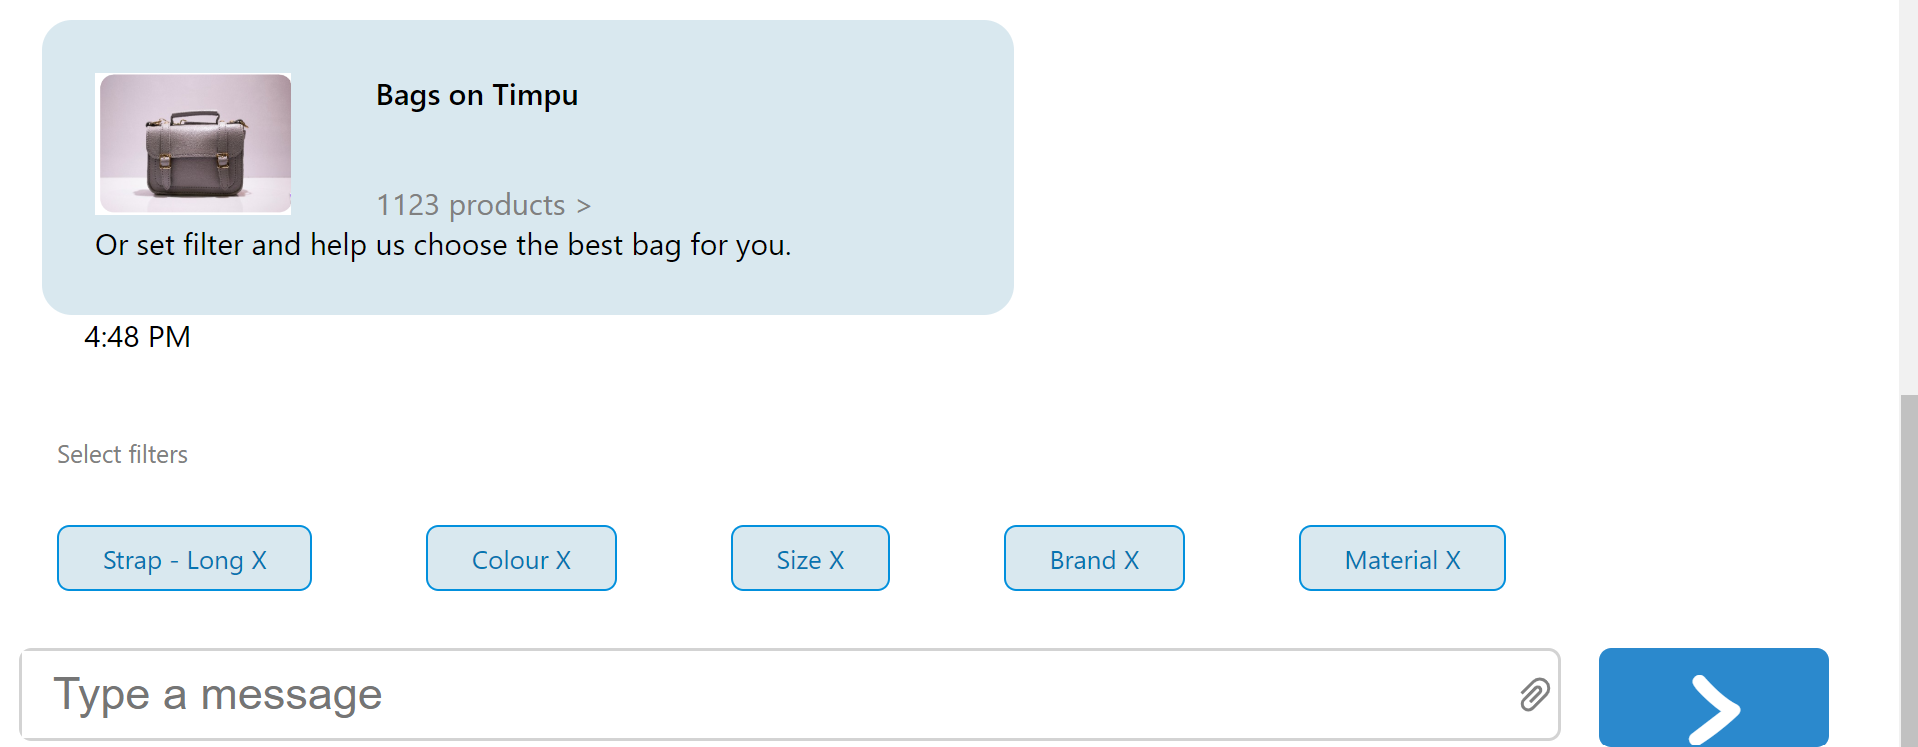 Bags on Timpu
1123 products >
Or set filter and help us choose the best bag for you.
4:48 PM
Select filters
Strap - Long X
Colour X
Size X
Brand X
Material X
Type a message